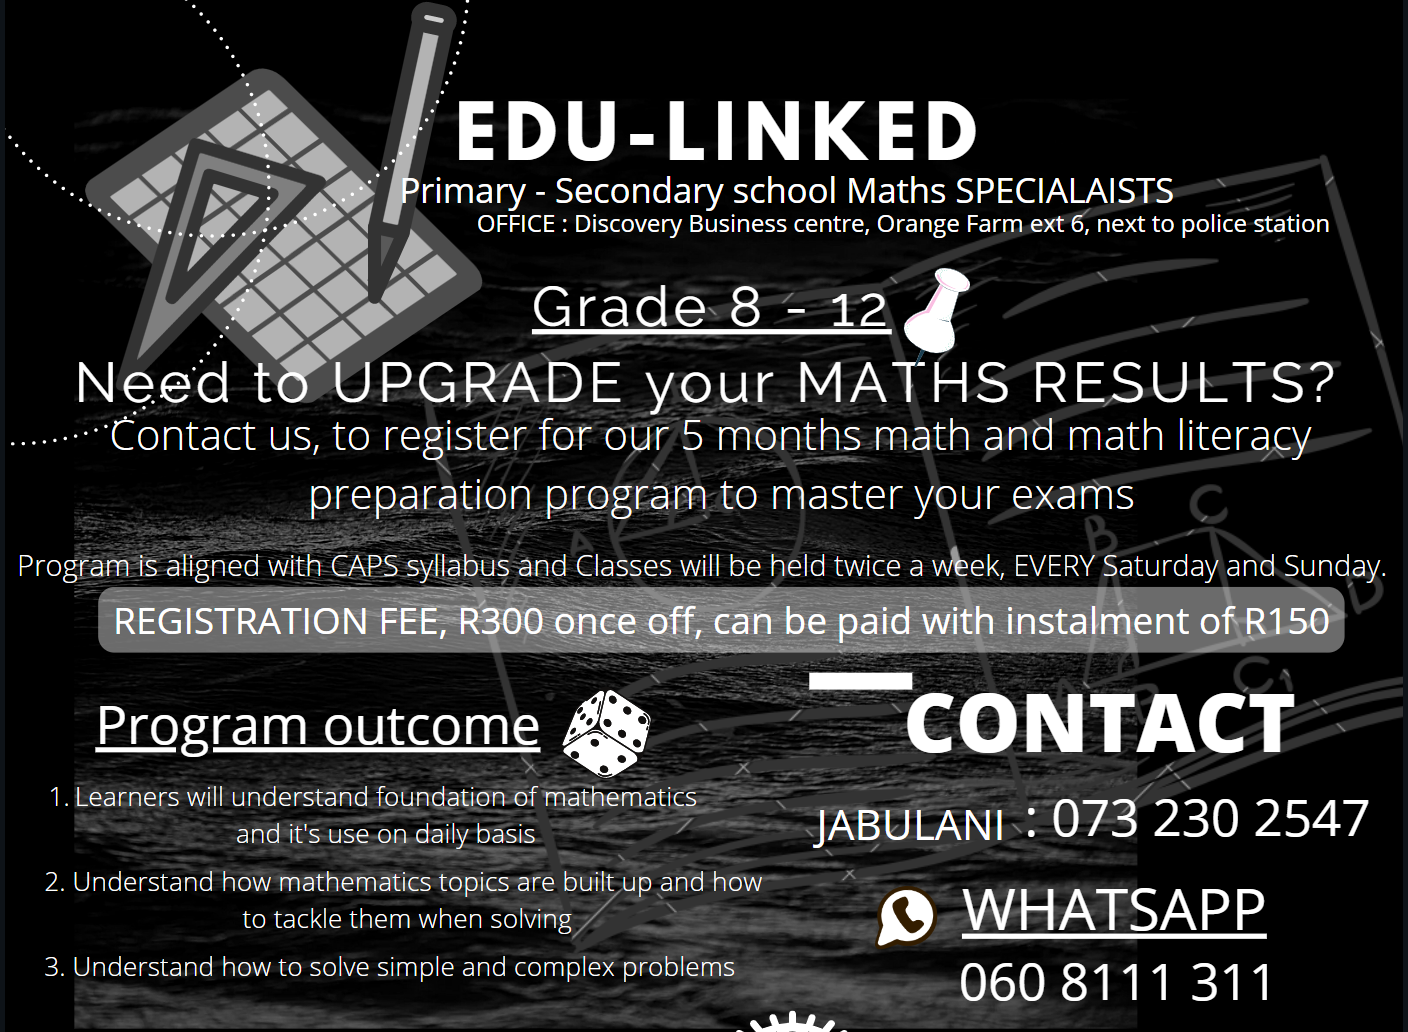 EDU-LINKED
Primary - Secondary school Maths SPECIALAISTS
OFFICE : Discovery Business centre, Orange Farm ext 6, next to police station
Grade 8 - 12
Need to UPGRADE your MATHS RESULTS?
Contact us, to register for our 5 months math and math literacy
preparation program to master your exams
Program is aligned with CAPS syllabus and Classes will be held twice a week, EVERY Saturday and Sunday.
REGISTRATION FEE, R300 once off, can be paid with instalment of R150
Program outcome
1. Learners will understand foundation of mathematics
and it's use on daily basis
2. Understand how mathematics topics are built up and how
to tackle them when solving
3. Understand how to solve simple and complex problems
CONTACT
JABULANI : 073 230 2547
WHATSAPP
060 8111 311
A
B
C
D
C,